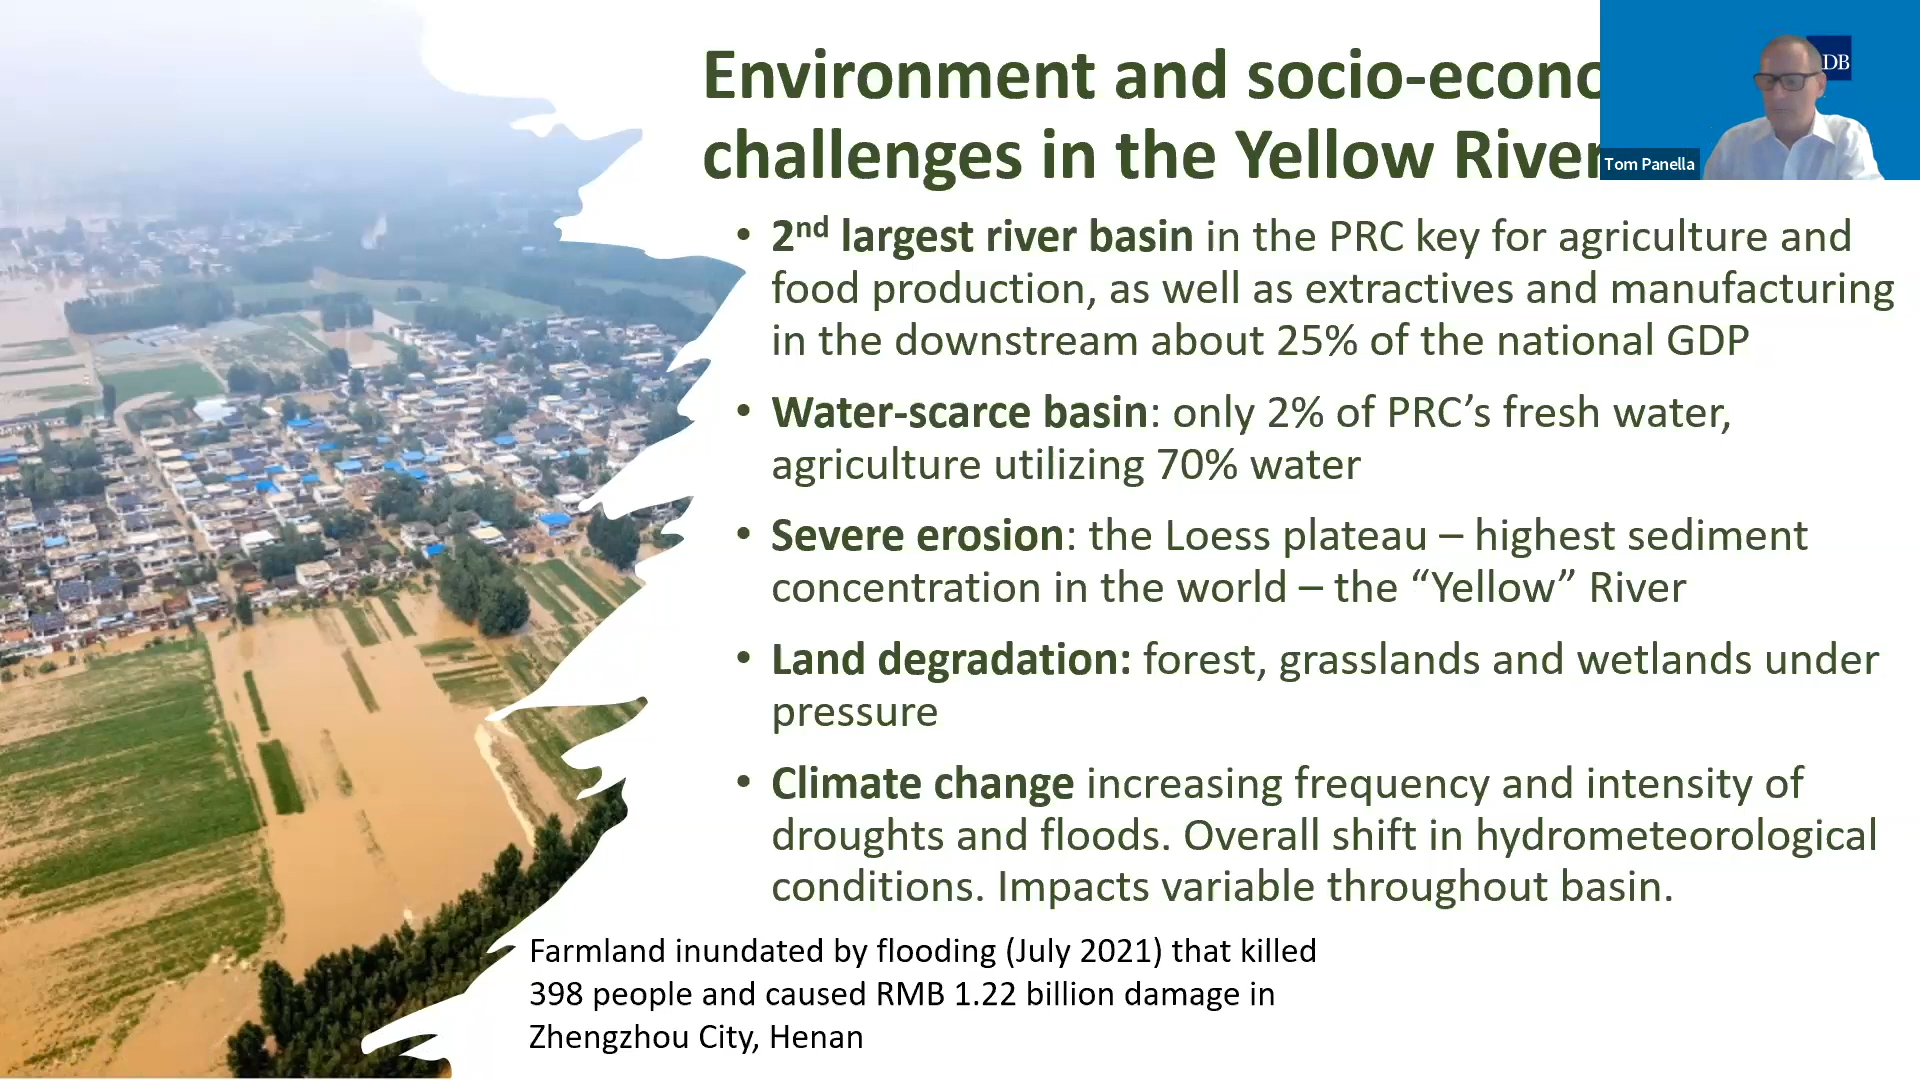 Environment and socio-econo
challenges in the Yellow River
DB
Tom Panella
• 2nd largest river basin in the PRC key for agriculture and
food production, as well as extractives and manufacturing
in the downstream about 25% of the national GDP
• Water-scarce basin: only 2% of PRC’s fresh water,
agriculture utilizing 70% water
• Severe erosion: the Loess plateau – highest sediment
concentration in the world – the “Yellow” River
• Land degradation: forest, grasslands and wetlands under
pressure
• Climate change increasing frequency and intensity of
droughts and floods. Overall shift in hydrometeorological
conditions. Impacts variable throughout basin.
Farmland inundated by flooding (July 2021) that killed
398 people and caused RMB 1.22 billion damage in
Zhengzhou City, Henan